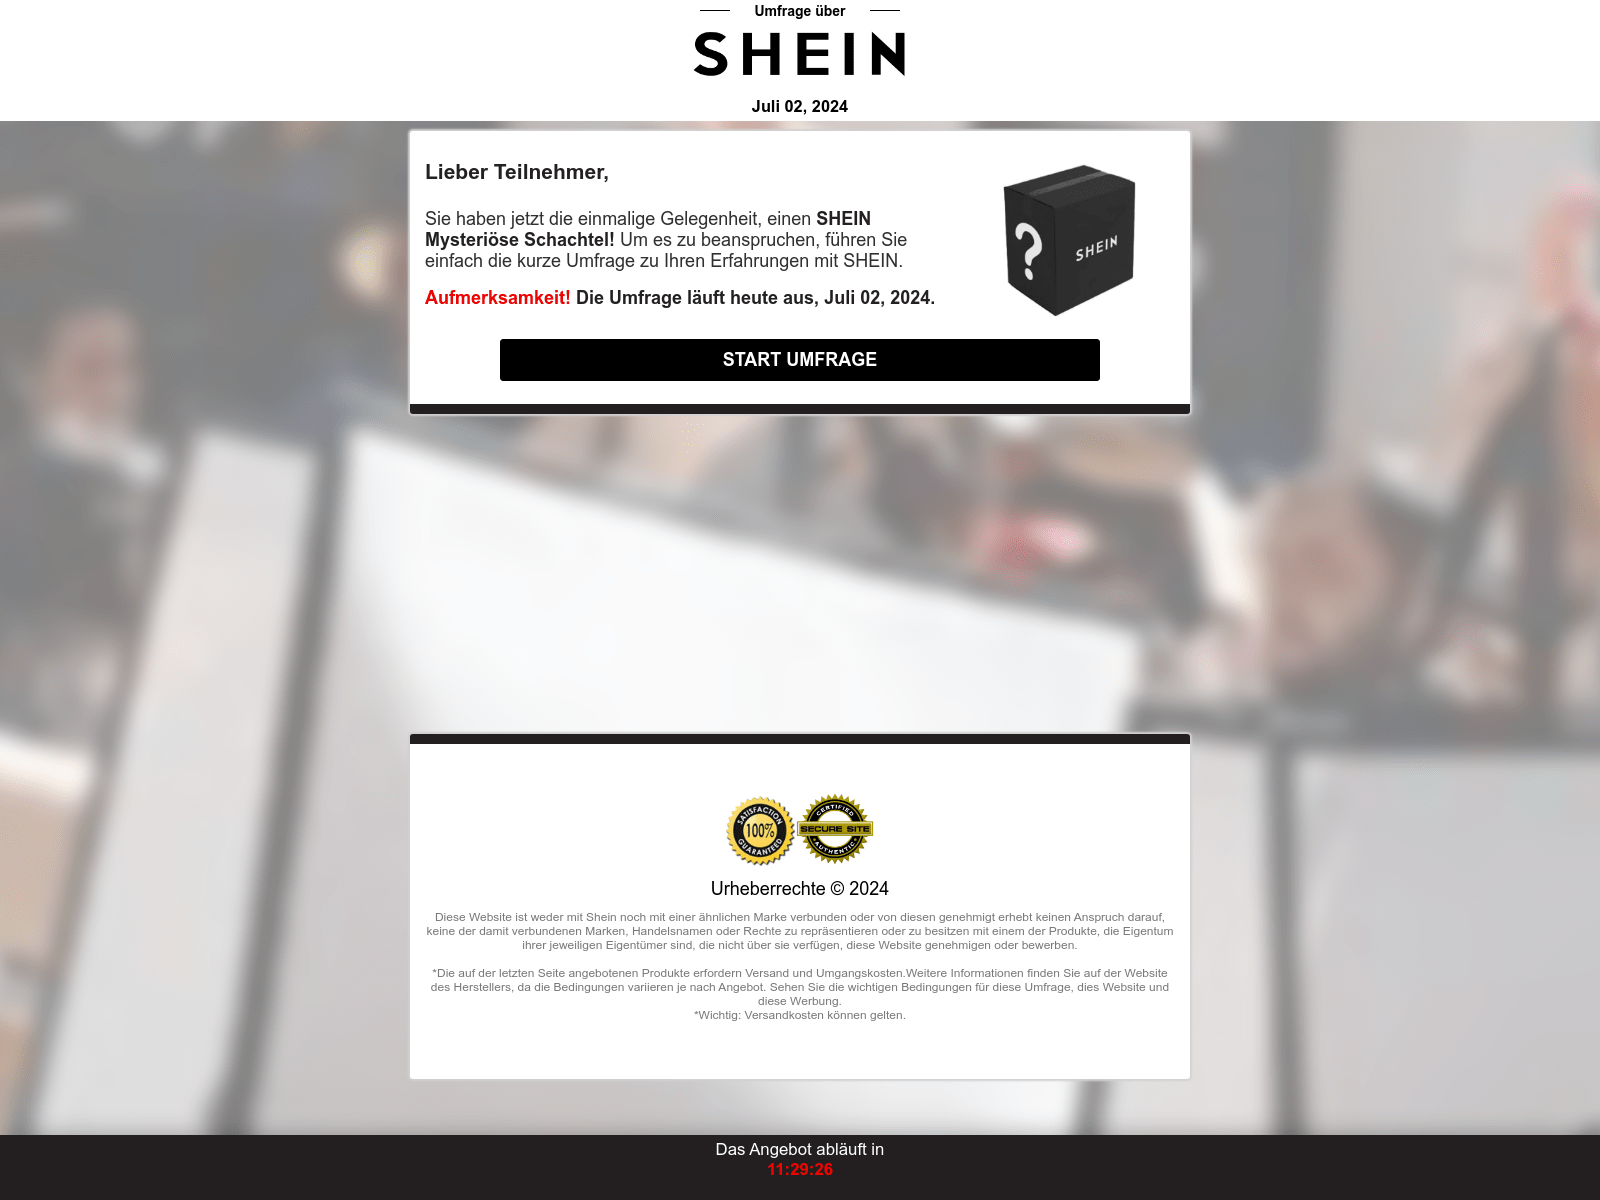 Umfrage über
SHEIN
Juli 02, 2024
Lieber Teilnehmer,
Sie haben jetzt die einmalige Gelegenheit, einen SHEIN
Mysteriöse Schachtel! Um es zu beanspruchen, führen Sie
einfach die kurze Umfrage zu Ihren Erfahrungen mit SHEIN.
Aufmerksamkeit! Die Umfrage läuft heute aus, Juli 02, 2024.
?
SHEIN
START UMFRAGE
SATISFACTION
100%
GUARANTEED
CERTIFIED
SECURE SITE
AUTHENTIC
Urheberrechte © 2024
Diese Website ist weder mit Shein noch mit einer ähnlichen Marke verbunden oder von diesen genehmigt erhebt keinen Anspruch darauf,
keine der damit verbundenen Marken, Handelsnamen oder Rechte zu repräsentieren oder zu besitzen mit einem der Produkte, die Eigentum
ihrer jeweiligen Eigentümer sind, die nicht über sie verfügen, diese Website genehmigen oder bewerben.
*Die auf der letzten Seite angebotenen Produkte erfordern Versand und Umgangskosten.Weitere Informationen finden Sie auf der Website
des Herstellers, da die Bedingungen variieren je nach Angebot. Sehen Sie die wichtigen Bedingungen für diese Umfrage, dies Website und
diese Werbung.
*Wichtig: Versandkosten können gelten.
Das Angebot abläuft in
11:29:26